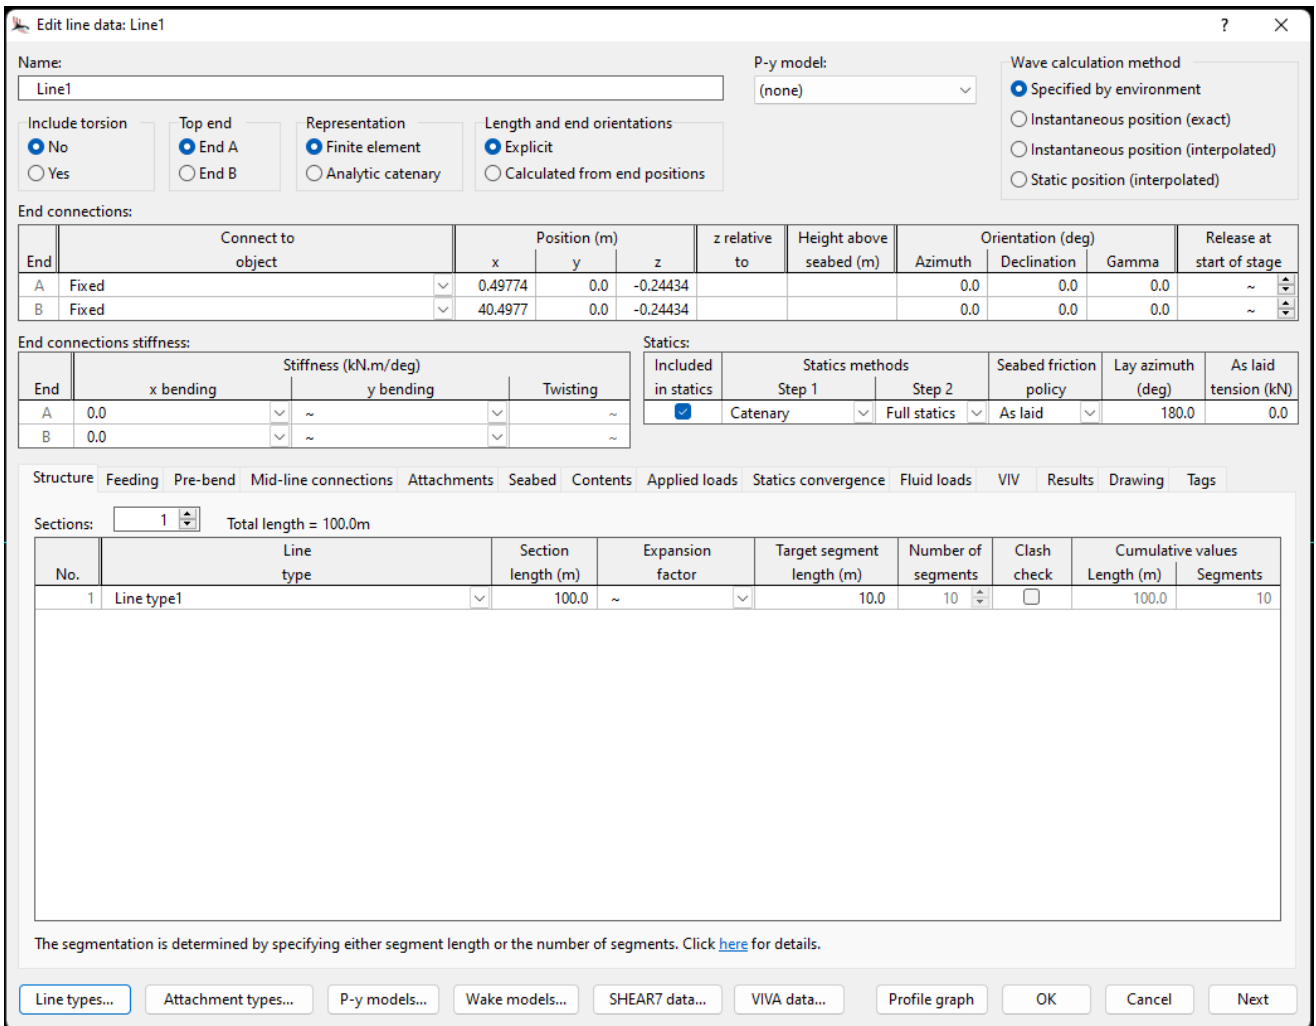 Edit line data: Line1 ? ×
Name: P-y model: Wave calculation method
Line1 (none) Specified by environment
Include torsion Top end Representation Length and end orientations Instantaneous position (exact)
No End A Finite element Explicit Instantaneous position (interpolated)
Yes End B Analytic catenary Calculated from end positions Static position (interpolated)
End connections:
Connect to Position (m) z relative Height above Orientation (deg) Release at
End object x y z to seabed (m) Azimuth Declination Gamma start of stage
A Fixed 0.49774 0.0 -0.24434 0.0 0.0 0.0 ~
B Fixed 40.4977 0.0 -0.24434 0.0 0.0 0.0 ~
End connections stiffness: Statics:
Stiffness (kN.m/deg) Included Statics methods Seabed friction Lay azimuth As laid
End x bending y bending Twisting in statics Step 1 Step 2 policy (deg) tension (kN)
A 0.0 ~ ~ Catenary Full statics As laid 180.0 0.0
B 0.0 ~ ~
Structure Feeding Pre-bend Mid-line connections Attachments Seabed Contents Applied loads Statics convergence Fluid loads VIV Results Drawing Tags
Sections: 1 Total length = 100.0m
Line Section Expansion Target segment Number of Clash Cumulative values
No. type length (m) factor length (m) segments check Length (m) Segments
1 Line type1 100.0 ~ 10.0 10 100.0 10
The segmentation is determined by specifying either segment length or the number of segments. Click here for details.
Line types... Attachment types... P-y models... Wake models... SHEAR7 data... VIVA data... Profile graph OK Cancel Next